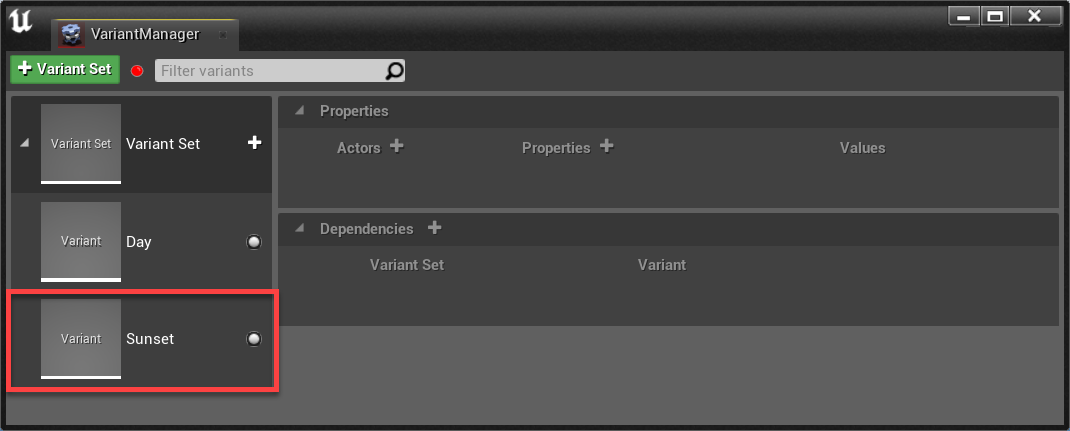 VariantManager
Variant Set
Filter variants
Variant Set
Variant Set
Properties
Actors
Properties
Values
Variant
Day
Dependencies
Variant Set
Variant
Variant
Sunset